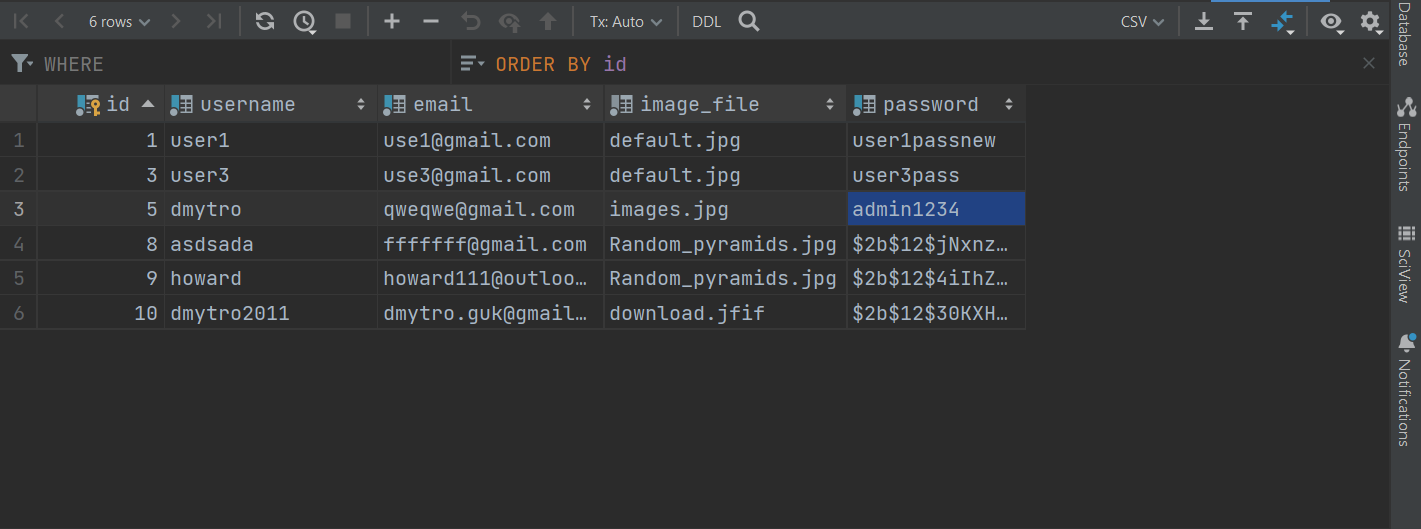 6 rows Tx: Auto DDL CSV
WHERE ORDER BY id
id username email image_file password
1 1 user1 use1@gmail.com default.jpg user1passnew
2 3 user3 use3@gmail.com default.jpg user3pass
3 5 dmytro qweqwe@gmail.com images.jpg admin1234
4 8 asdsada fffffff@gmail.com Random_pyramids.jpg $2b$12$jNxnz…
5 9 howard howard111@outloo… Random_pyramids.jpg $2b$12$4iIhZ…
6 10 dmytro2011 dmytro.guk@gmail… download.jfif $2b$12$30KXH…
Database
Endpoints
SciView
Notifications